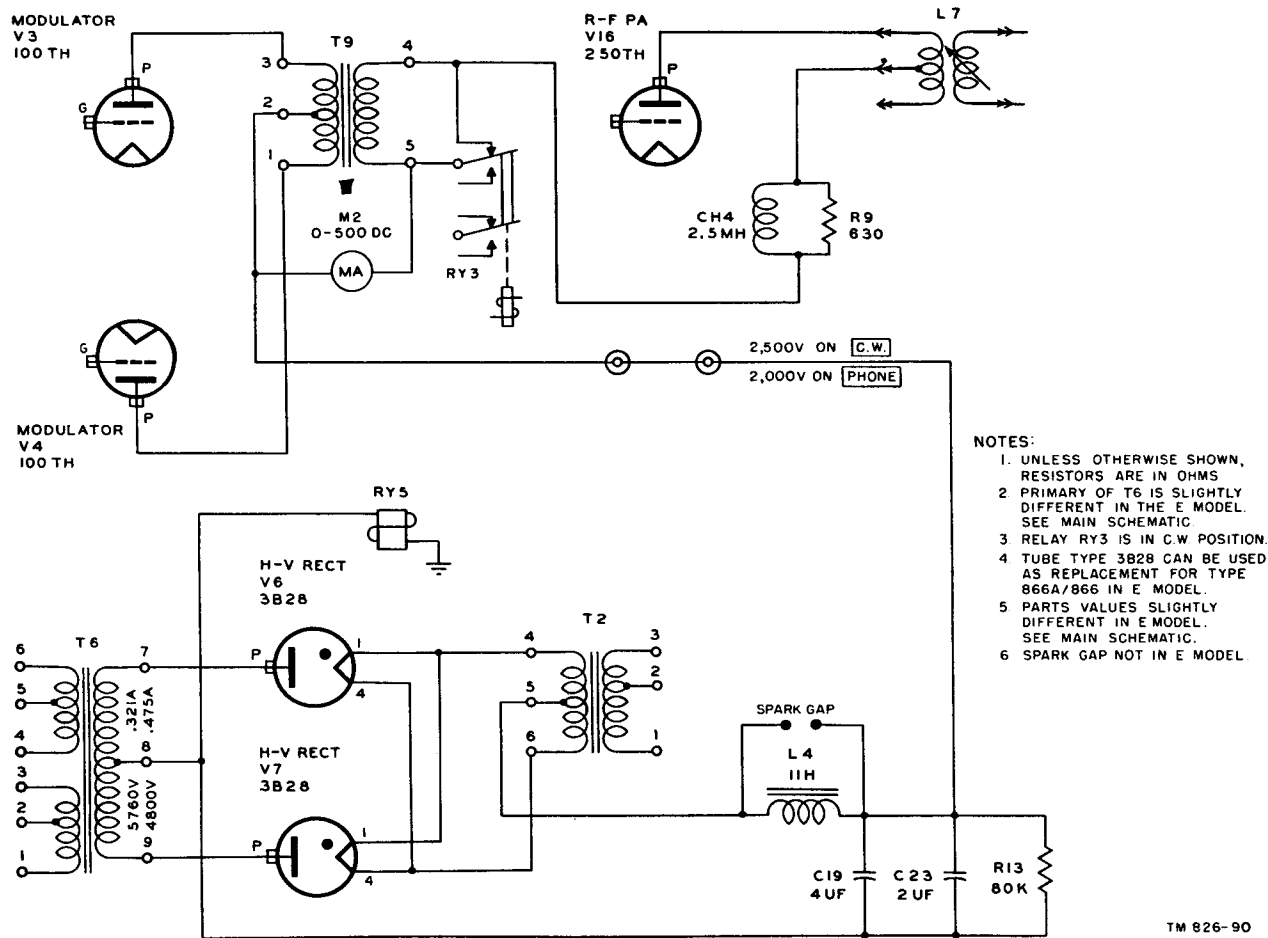 MODULATOR
V3
100 TH
P
G
T9
3
2
1
4
5
M2
0-500 DC
MA
RY3
R-F PA
V16
250TH
P
L7
CH4
2.5MH
R9
630
G
P
MODULATOR
V4
100 TH
2,500V ON C.W.
2,000V ON PHONE
NOTES:
1. UNLESS OTHERWISE SHOWN,
RESISTORS ARE IN OHMS
2 PRIMARY OF T6 IS SLIGHTLY
DIFFERENT IN THE E MODEL.
SEE MAIN SCHEMATIC.
3. RELAY RY3 IS IN C.W POSITION.
4. TUBE TYPE 3B28 CAN BE USED
AS REPLACEMENT FOR TYPE
866A/866 IN E MODEL.
5. PARTS VALUES SLIGHTLY
DIFFERENT IN E MODEL.
SEE MAIN SCHEMATIC.
6 SPARK GAP NOT IN E MODEL.
RY5
H-V RECT
V6
3B28
P
1
4
T6
6
5
4
3
2
1
7
8
9
.321A
.475A
5760V
4800V
H-V RECT
V7
3B28
P
1
4
T2
4
5
6
3
2
1
SPARK GAP
L4
11H
C19
4UF
C23
2UF
R13
80K
TM 826-90